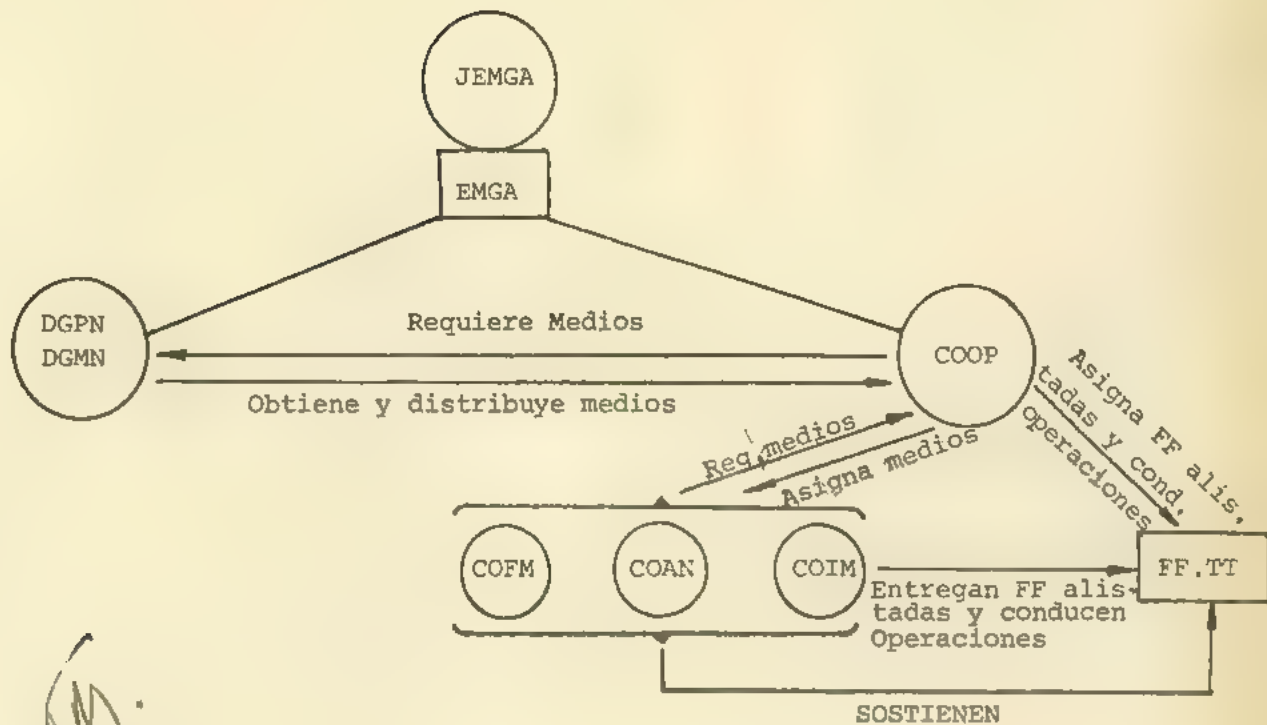 JEMGA
EMGA
DGPN
DGMN
Requiere Medios
COOP
Obtiene y distribuye medios
Asigna FF alis.
tadas y cond.
operaciones
Req.medios
Asigna medios
COFM
COAN
COIM
FF.TT
Entregan FF alis
tadas y conducen
Operaciones
SOSTIENEN